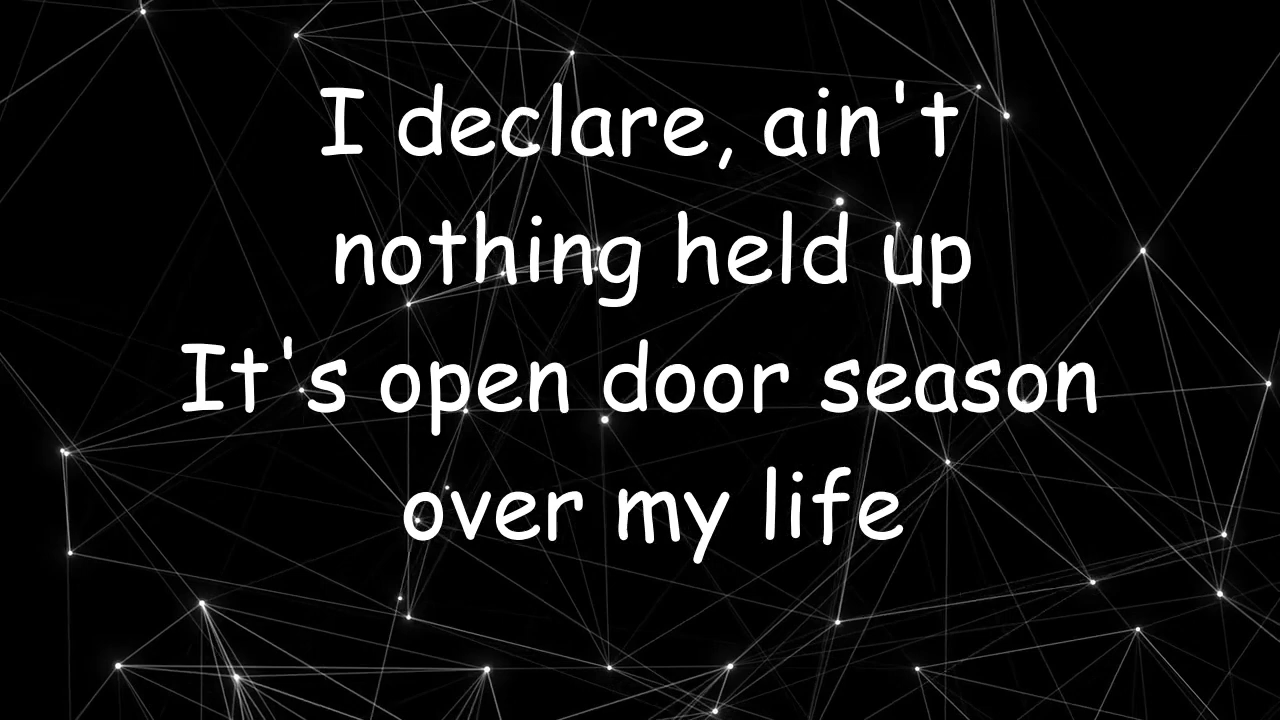 I declare, ain't
nothing held up
It's open door season
over my life